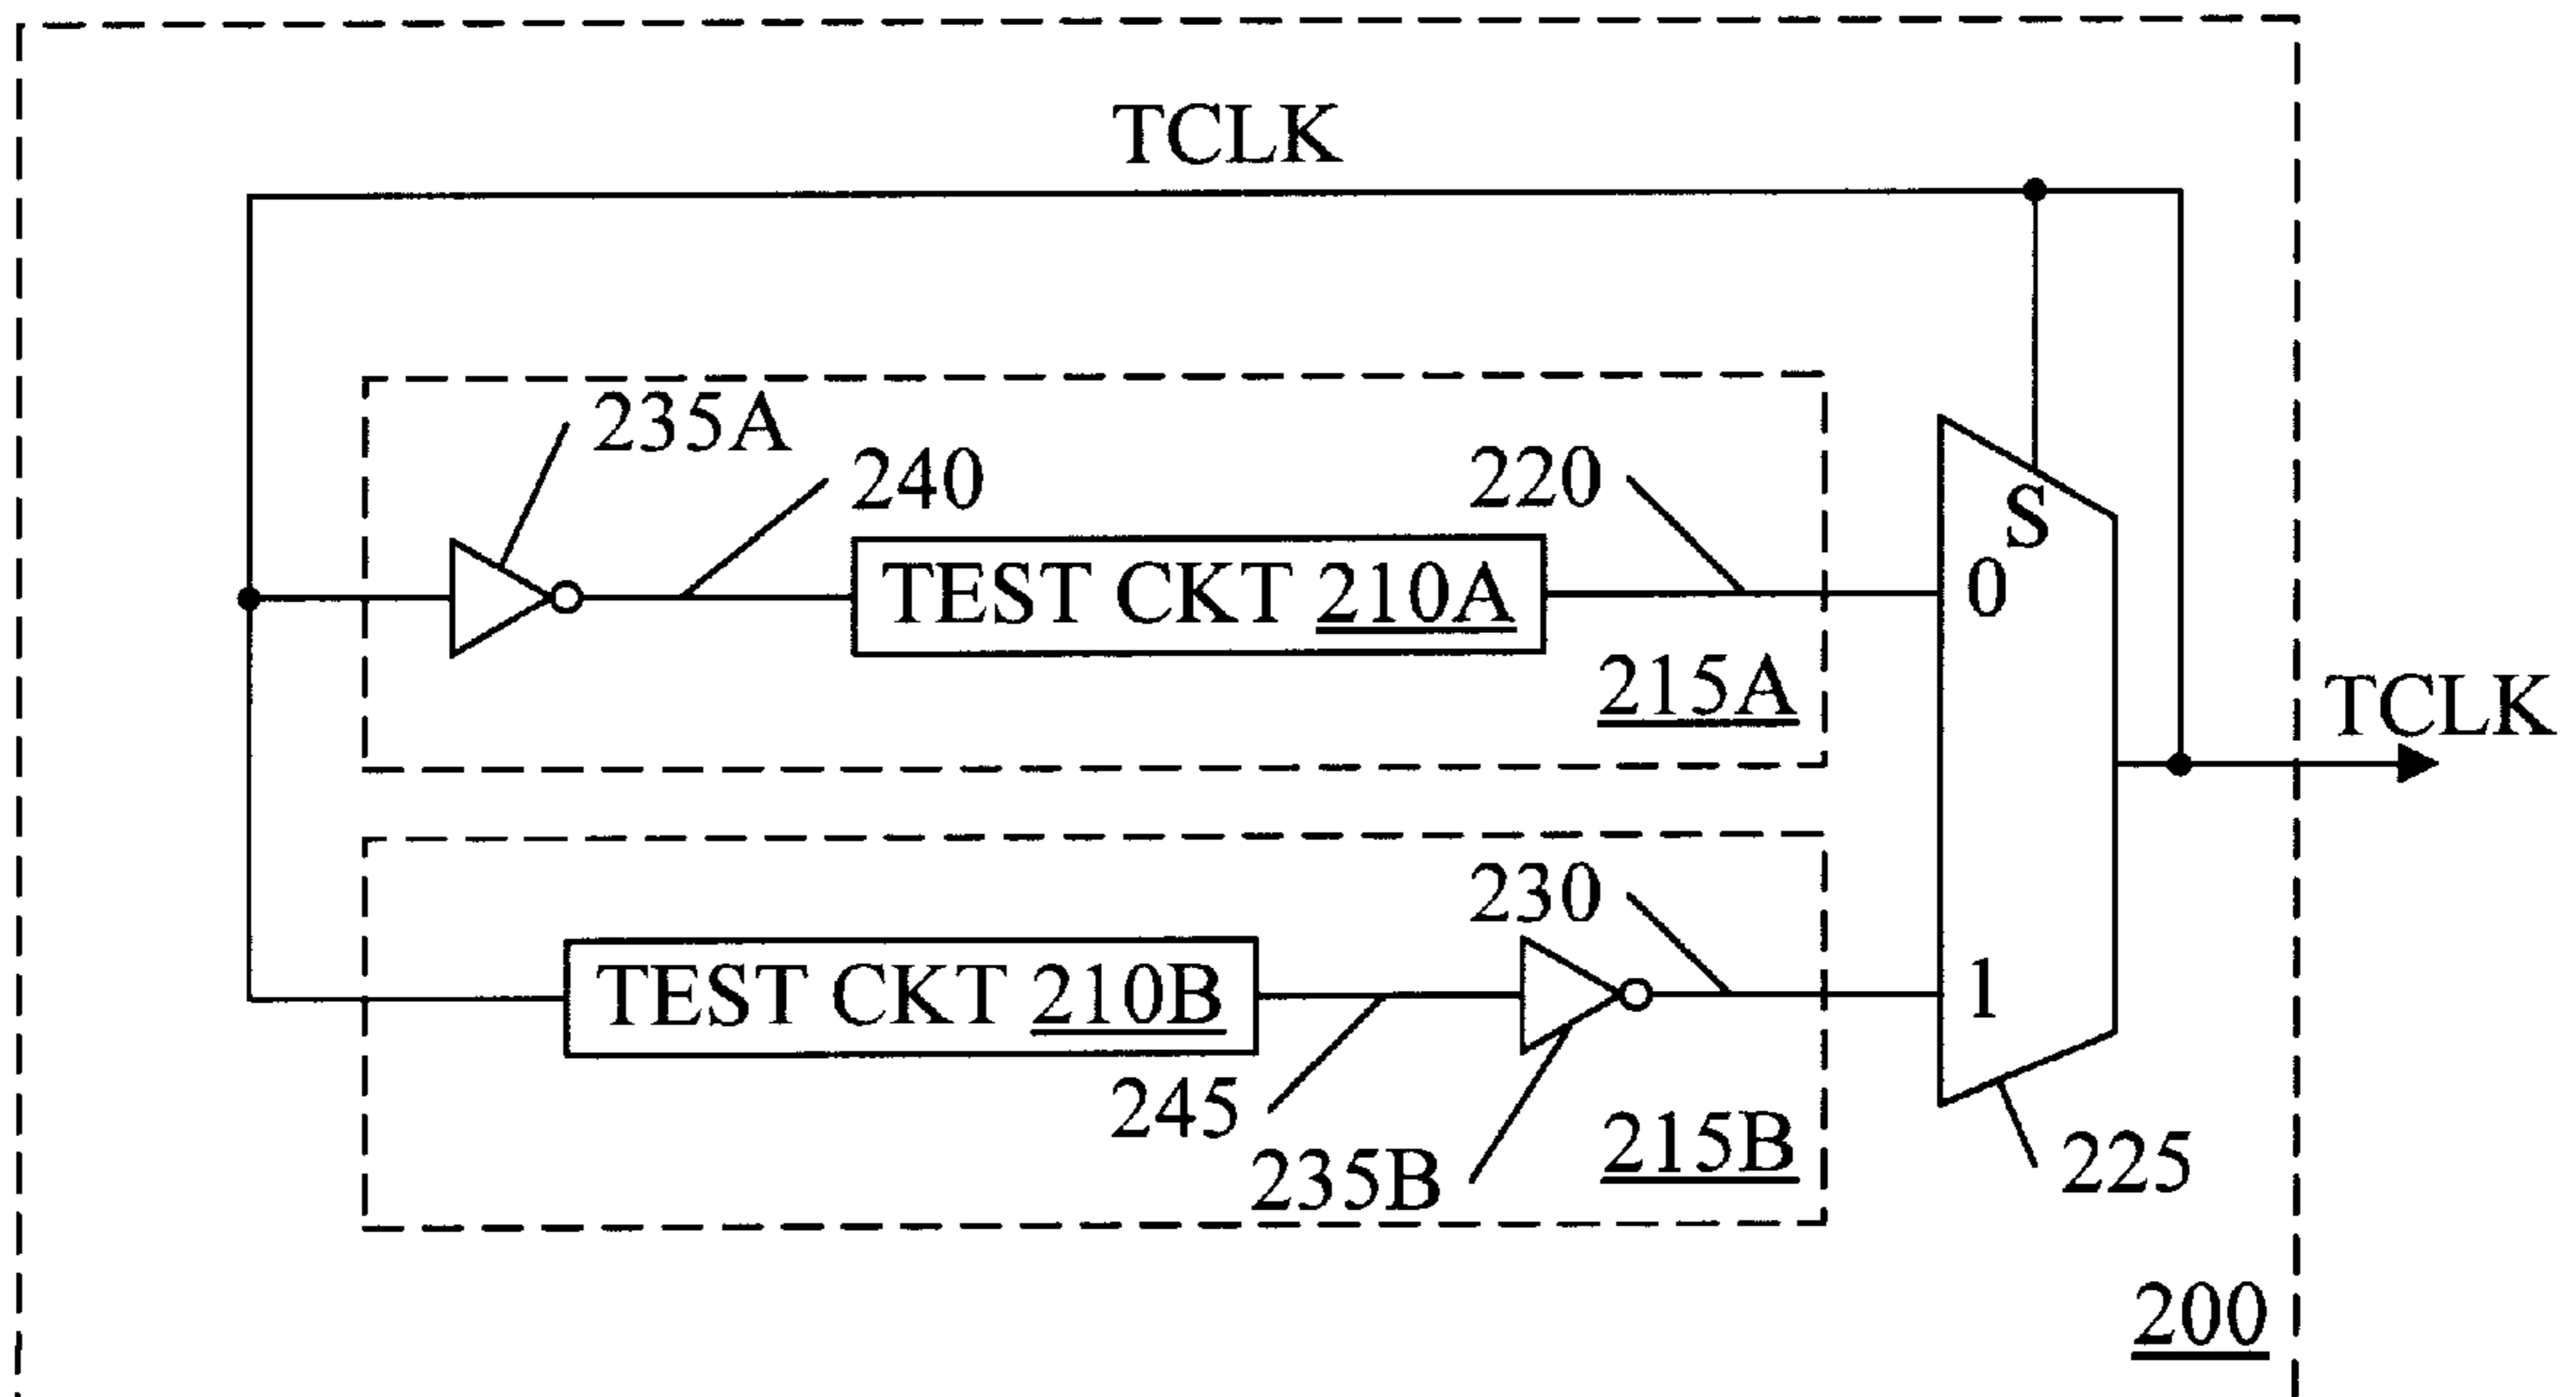 TCLK
235A
240
220
S
0
TEST CKT 210A
215A
TCLK
230
TEST CKT 210B
1
245
235B
215B
225
200